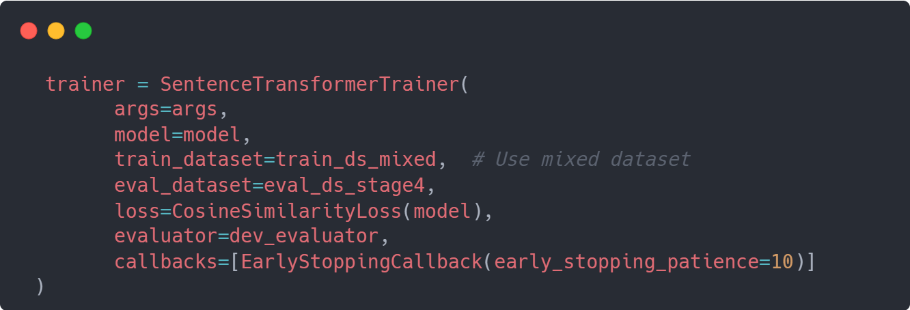 trainer = SentenceTransformerTrainer(
        args=args,
        model=model,
        train_dataset=train_ds_mixed,  # Use mixed dataset
        eval_dataset=eval_ds_stage4,
        loss=CosineSimilarityLoss(model),
        evaluator=dev_evaluator,
        callbacks=[EarlyStoppingCallback(early_stopping_patience=10)]
)